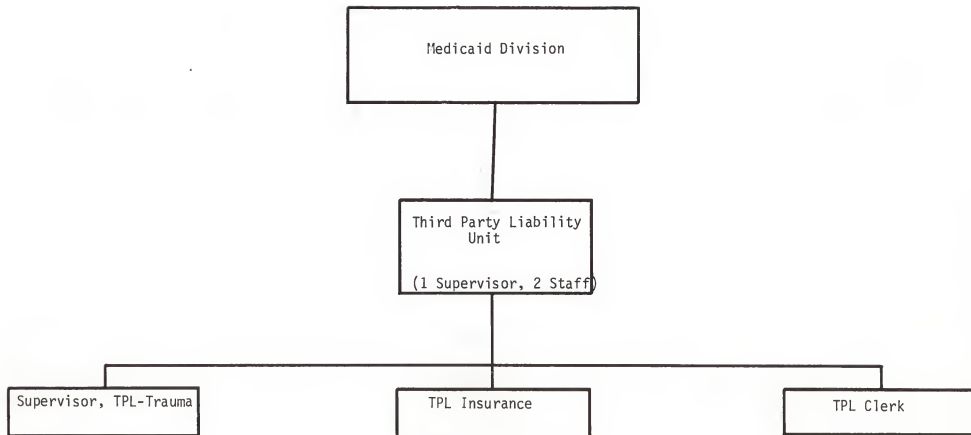 Medicaid Division
Third Party Liability
Unit
(1 Supervisor, 2 Staff)
Supervisor, TPL-Trauma
TPL Insurance
TPL Clerk